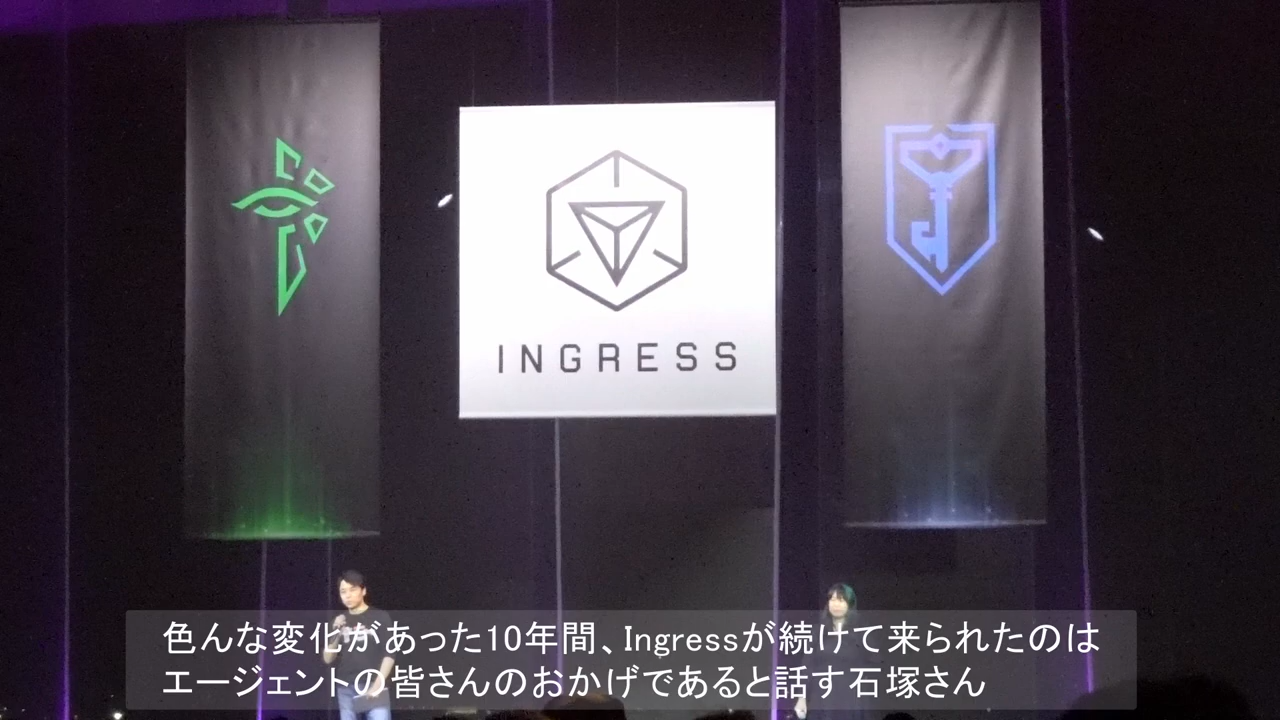 INGRESS
色んな変化があった10年間、Ingressが続けて来られたのは
エージェントの皆さんのおかげであると話す石塚さん